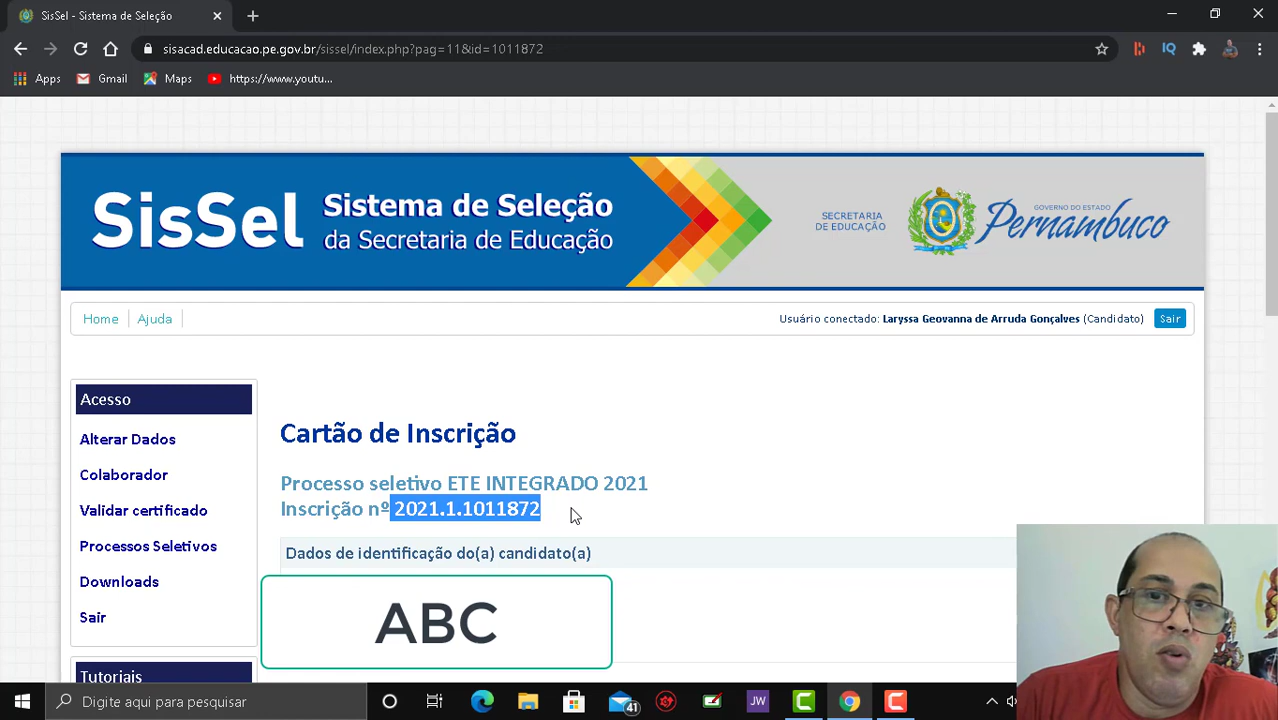 SisSel - Sistema de Seleção
sisacad.educacao.pe.gov.br/sissel/index.php?pag=11&id=1011872
Apps
Gmail
Maps
https://www.youtu...
IQ
SisSel
Sistema de Seleção
da Secretaria de Educação
SECRETARIA
DE EDUCAÇÃO
GOVERNO DO ESTADO
Pernambuco
Home
Ajuda
Usuário conectado: Laryssa Geovanna de Arruda Gonçalves (Candidato)
Sair
Acesso
Alterar Dados
Colaborador
Validar certificado
Processos Seletivos
Downloads
Sair
Tutoriais
Cartão de Inscrição
Processo seletivo ETE INTEGRADO 2021
Inscrição nº 2021.1.1011872
Dados de identificação do(a) candidato(a)
ABC
Digite aqui para pesquisar
41
JW